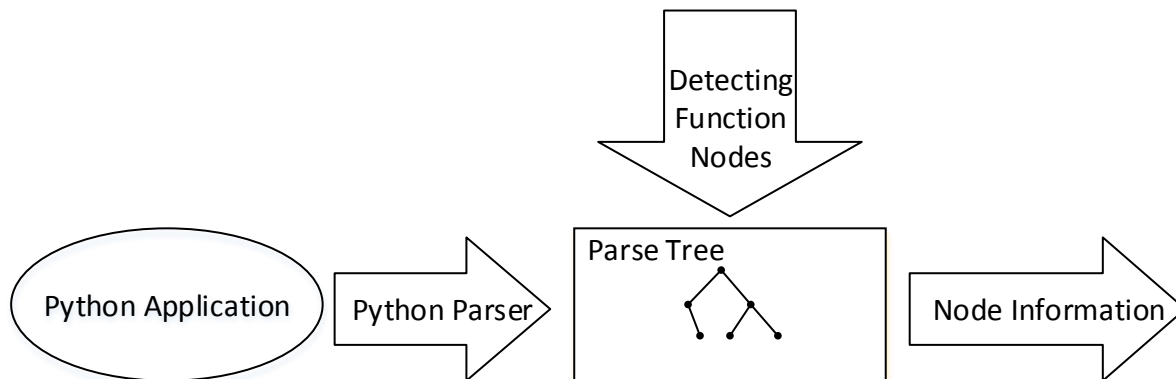 Detecting
Function
Nodes
Parse Tree
Python Application
Python Parser
Node Information